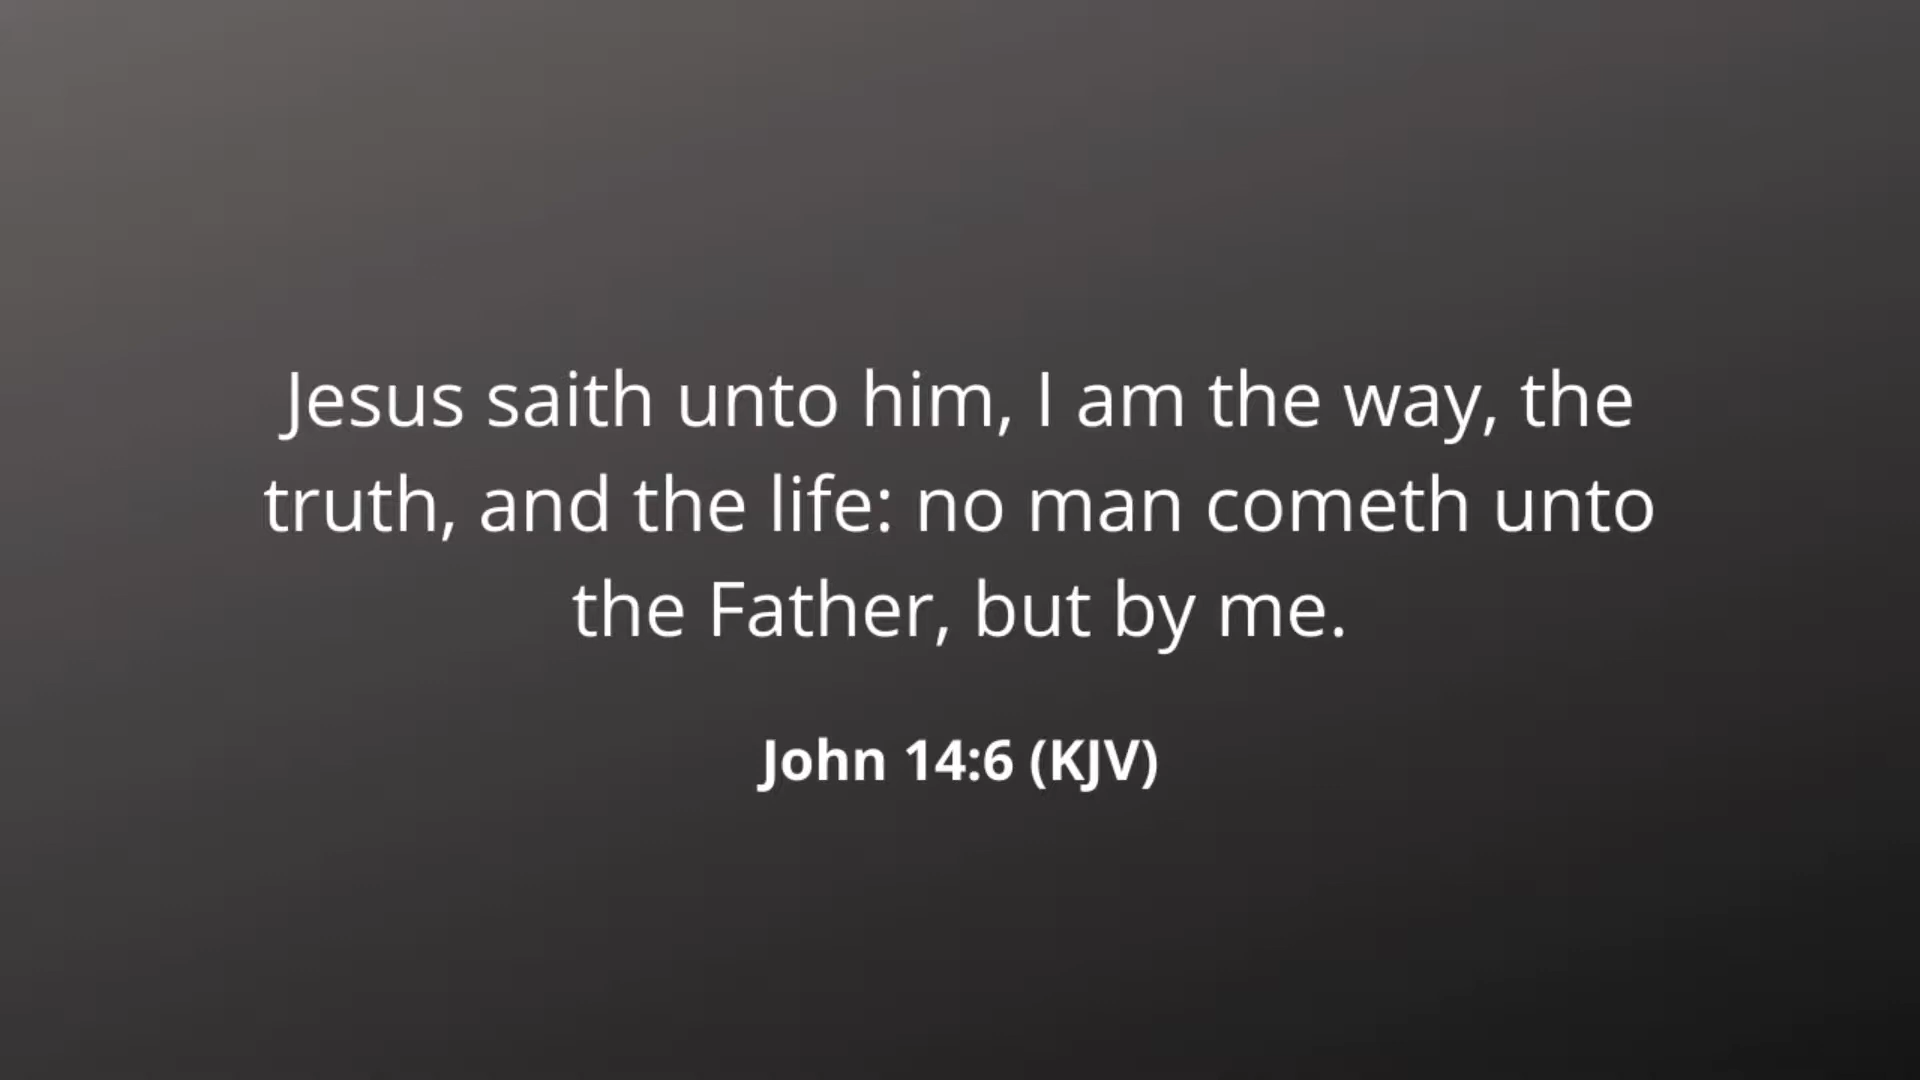 Jesus saith unto him, I am the way, the
truth, and the life: no man cometh unto
the Father, but by me.
John 14:6 (KJV)